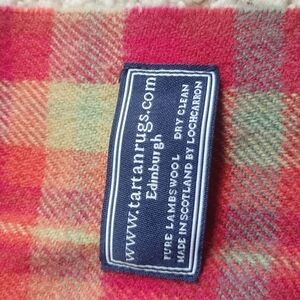 www.tartanrugs.com
Edinburgh
PURE LAMBSWOOL DRY CLEAN
MADE IN SCOTLAND BY LOCHCARRON